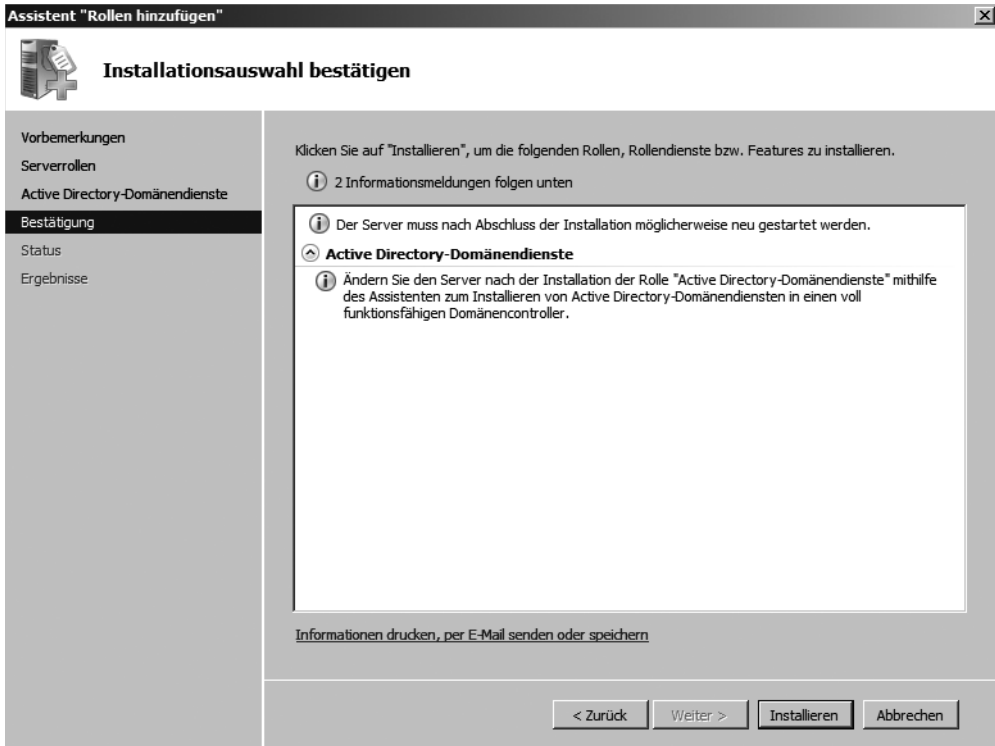 Assistent "Rollen hinzufügen"
Installationsauswahl bestätigen
Vorbemerkungen
Serverrollen
Active Directory-Domänendienste
Bestätigung
Status
Ergebnisse
Klicken Sie auf "Installieren", um die folgenden Rollen, Rollendienste bzw. Features zu installieren.
2 Informationsmeldungen folgen unten
Der Server muss nach Abschluss der Installation möglicherweise neu gestartet werden.
Active Directory-Domänendienste
Ändern Sie den Server nach der Installation der Rolle "Active Directory-Domänendienste" mithilfe
des Assistenten zum Installieren von Active Directory-Domänendiensten in einen voll
funktionsfähigen Domänencontroller.
Informationen drucken, per E-Mail senden oder speichern
< Zurück
Weiter >
Installieren
Abbrechen